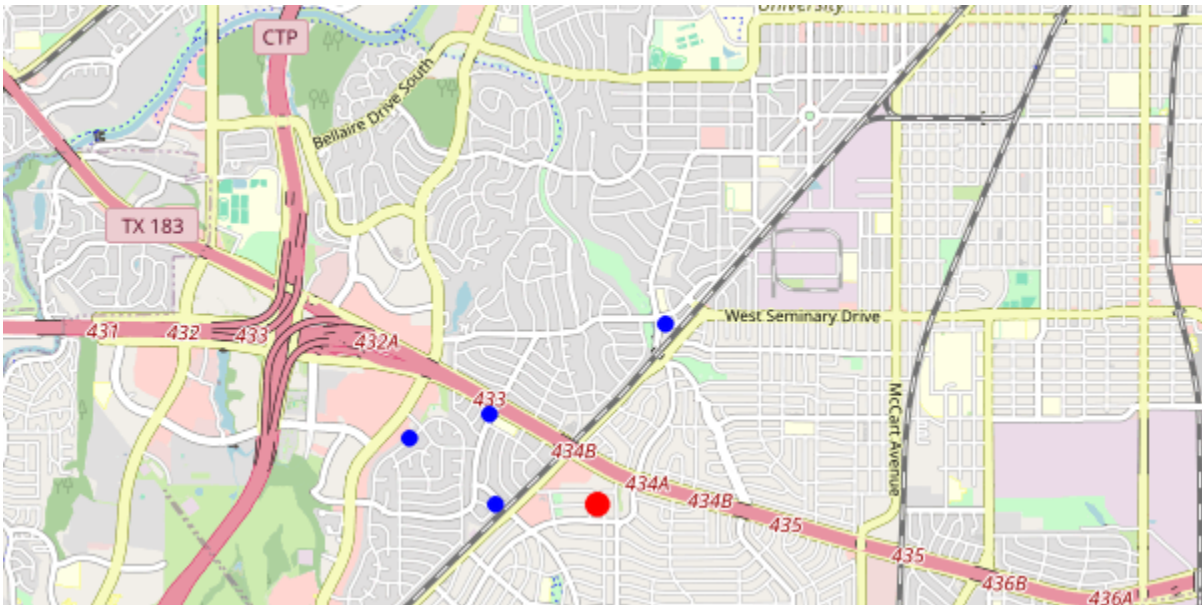 University
CTP
Bellaire Drive South
TX 183
West Seminary Drive
431
432
433
432A
433
McCart Avenue
434B
434A
434B
435
435
436B
436A